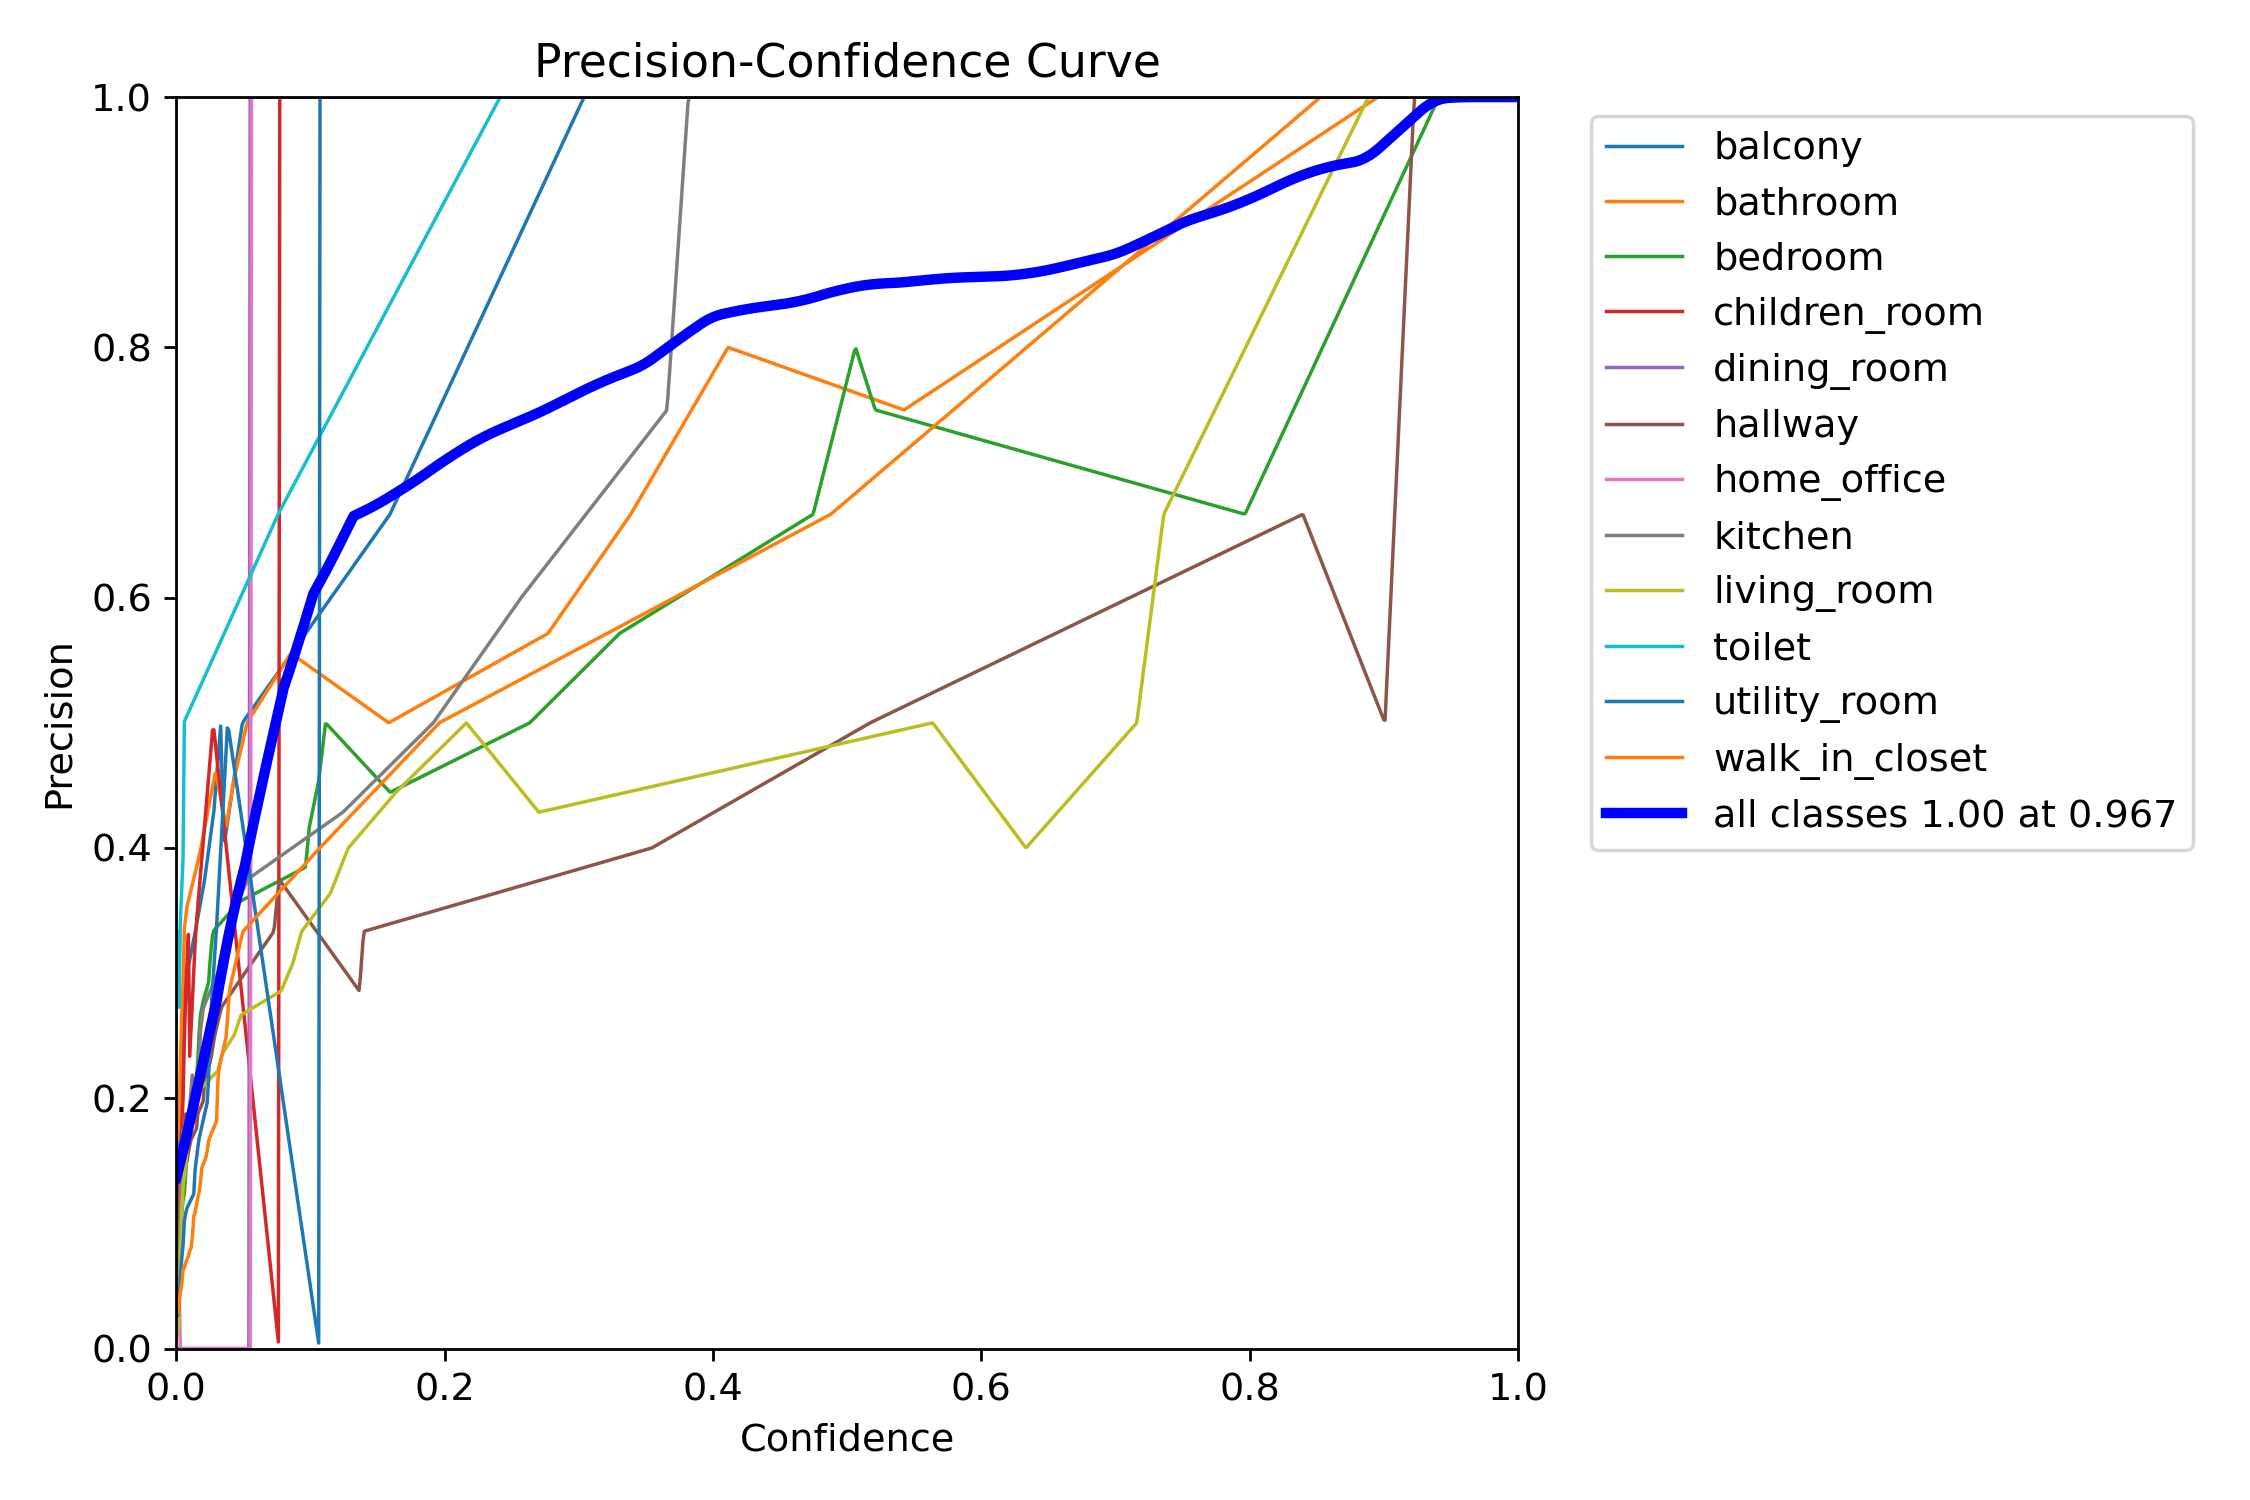 Precision-Confidence Curve
1.0
0.8
0.6
0.4
0.2
0.0
Precision
0.0 0.2 0.4 0.6 0.8 1.0
Confidence
balcony
bathroom
bedroom
children_room
dining_room
hallway
home_office
kitchen
living_room
toilet
utility_room
walk_in_closet
all classes 1.00 at 0.967